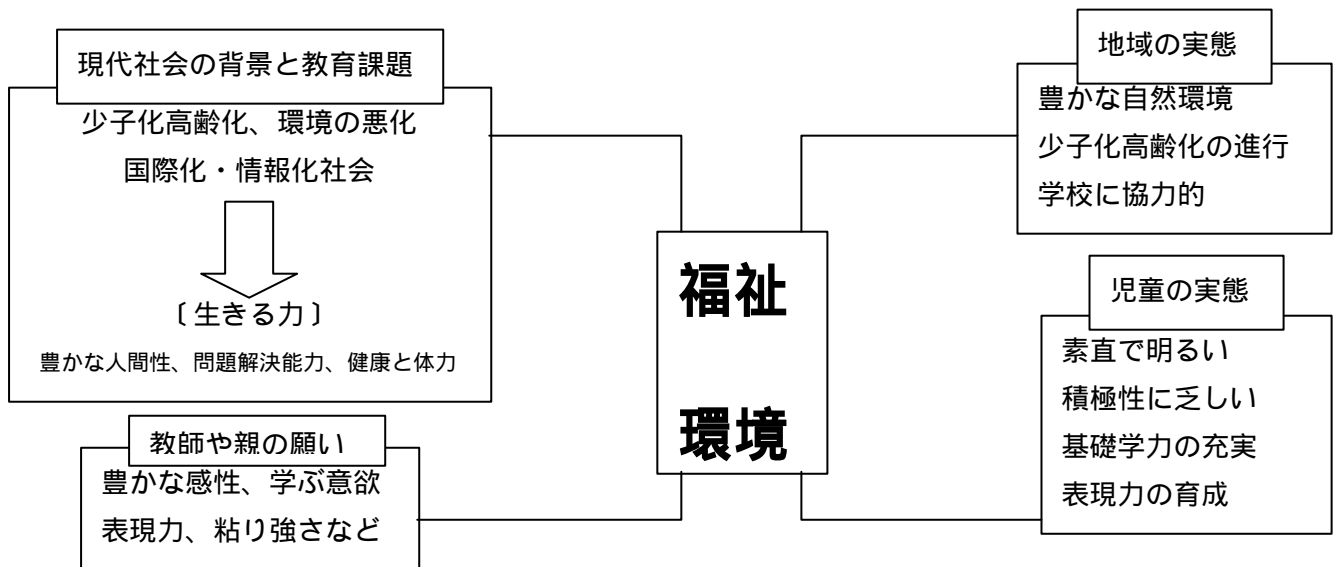 現代社会の背景と教育課題
少子化高齢化、環境の悪化
国際化・情報化社会
〔生きる力〕
豊かな人間性、問題解決能力、健康と体力
教師や親の願い
豊かな感性、学ぶ意欲
表現力、粘り強さなど
福祉
環境
地域の実態
豊かな自然環境
少子化高齢化の進行
学校に協力的
児童の実態
素直で明るい
積極性に乏しい
基礎学力の充実
表現力の育成